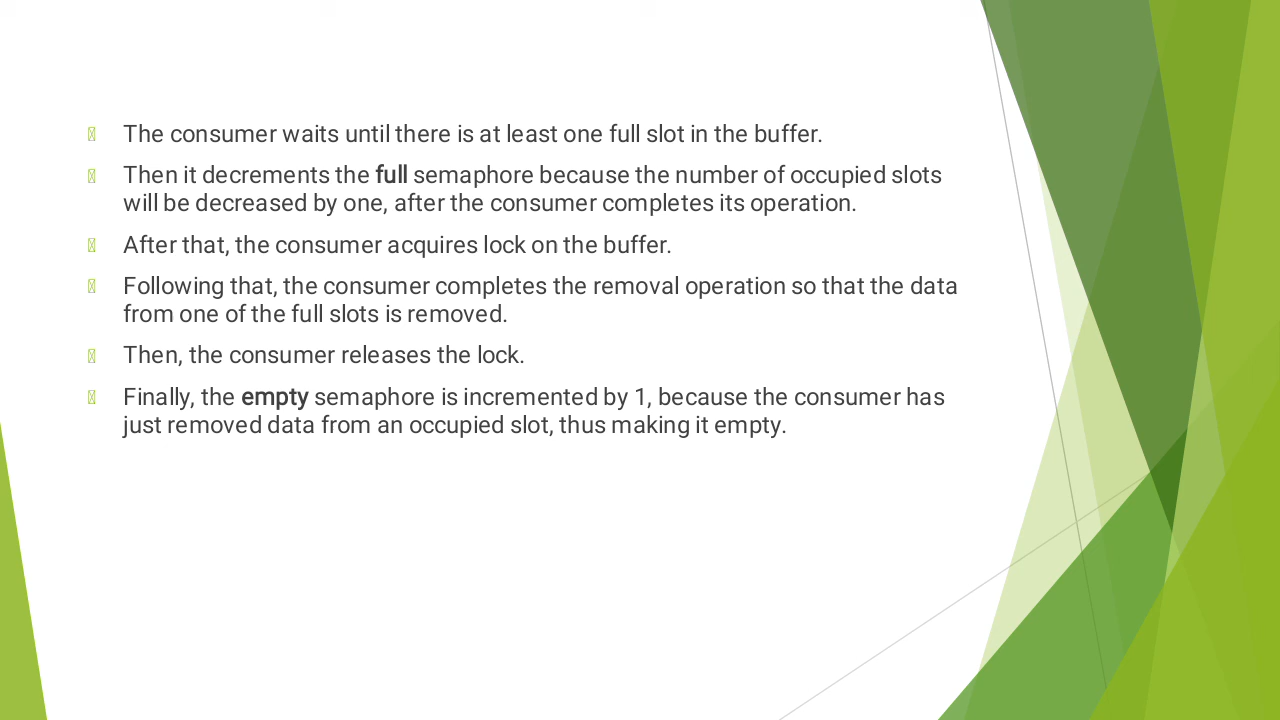 The consumer waits until there is at least one full slot in the buffer.
Then it decrements the full semaphore because the number of occupied slots
will be decreased by one, after the consumer completes its operation.
After that, the consumer acquires lock on the buffer.
Following that, the consumer completes the removal operation so that the data
from one of the full slots is removed.
Then, the consumer releases the lock.
Finally, the empty semaphore is incremented by 1, because the consumer has
just removed data from an occupied slot, thus making it empty.